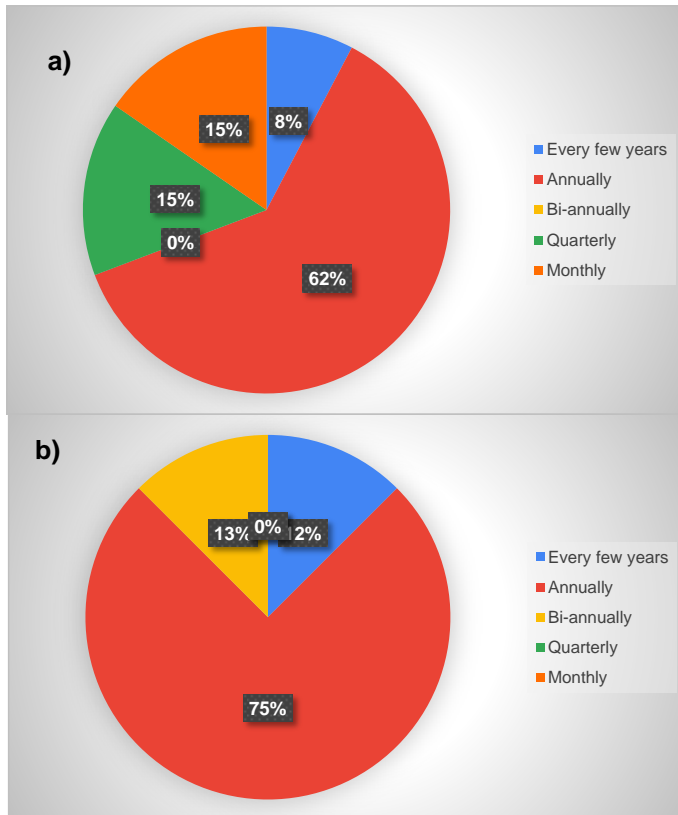 a)
8%
15%
15%
0%
62%
Every few years
Annually
Bi-annually
Quarterly
Monthly
b)
13%
0%
12%
75%
Every few years
Annually
Bi-annually
Quarterly
Monthly